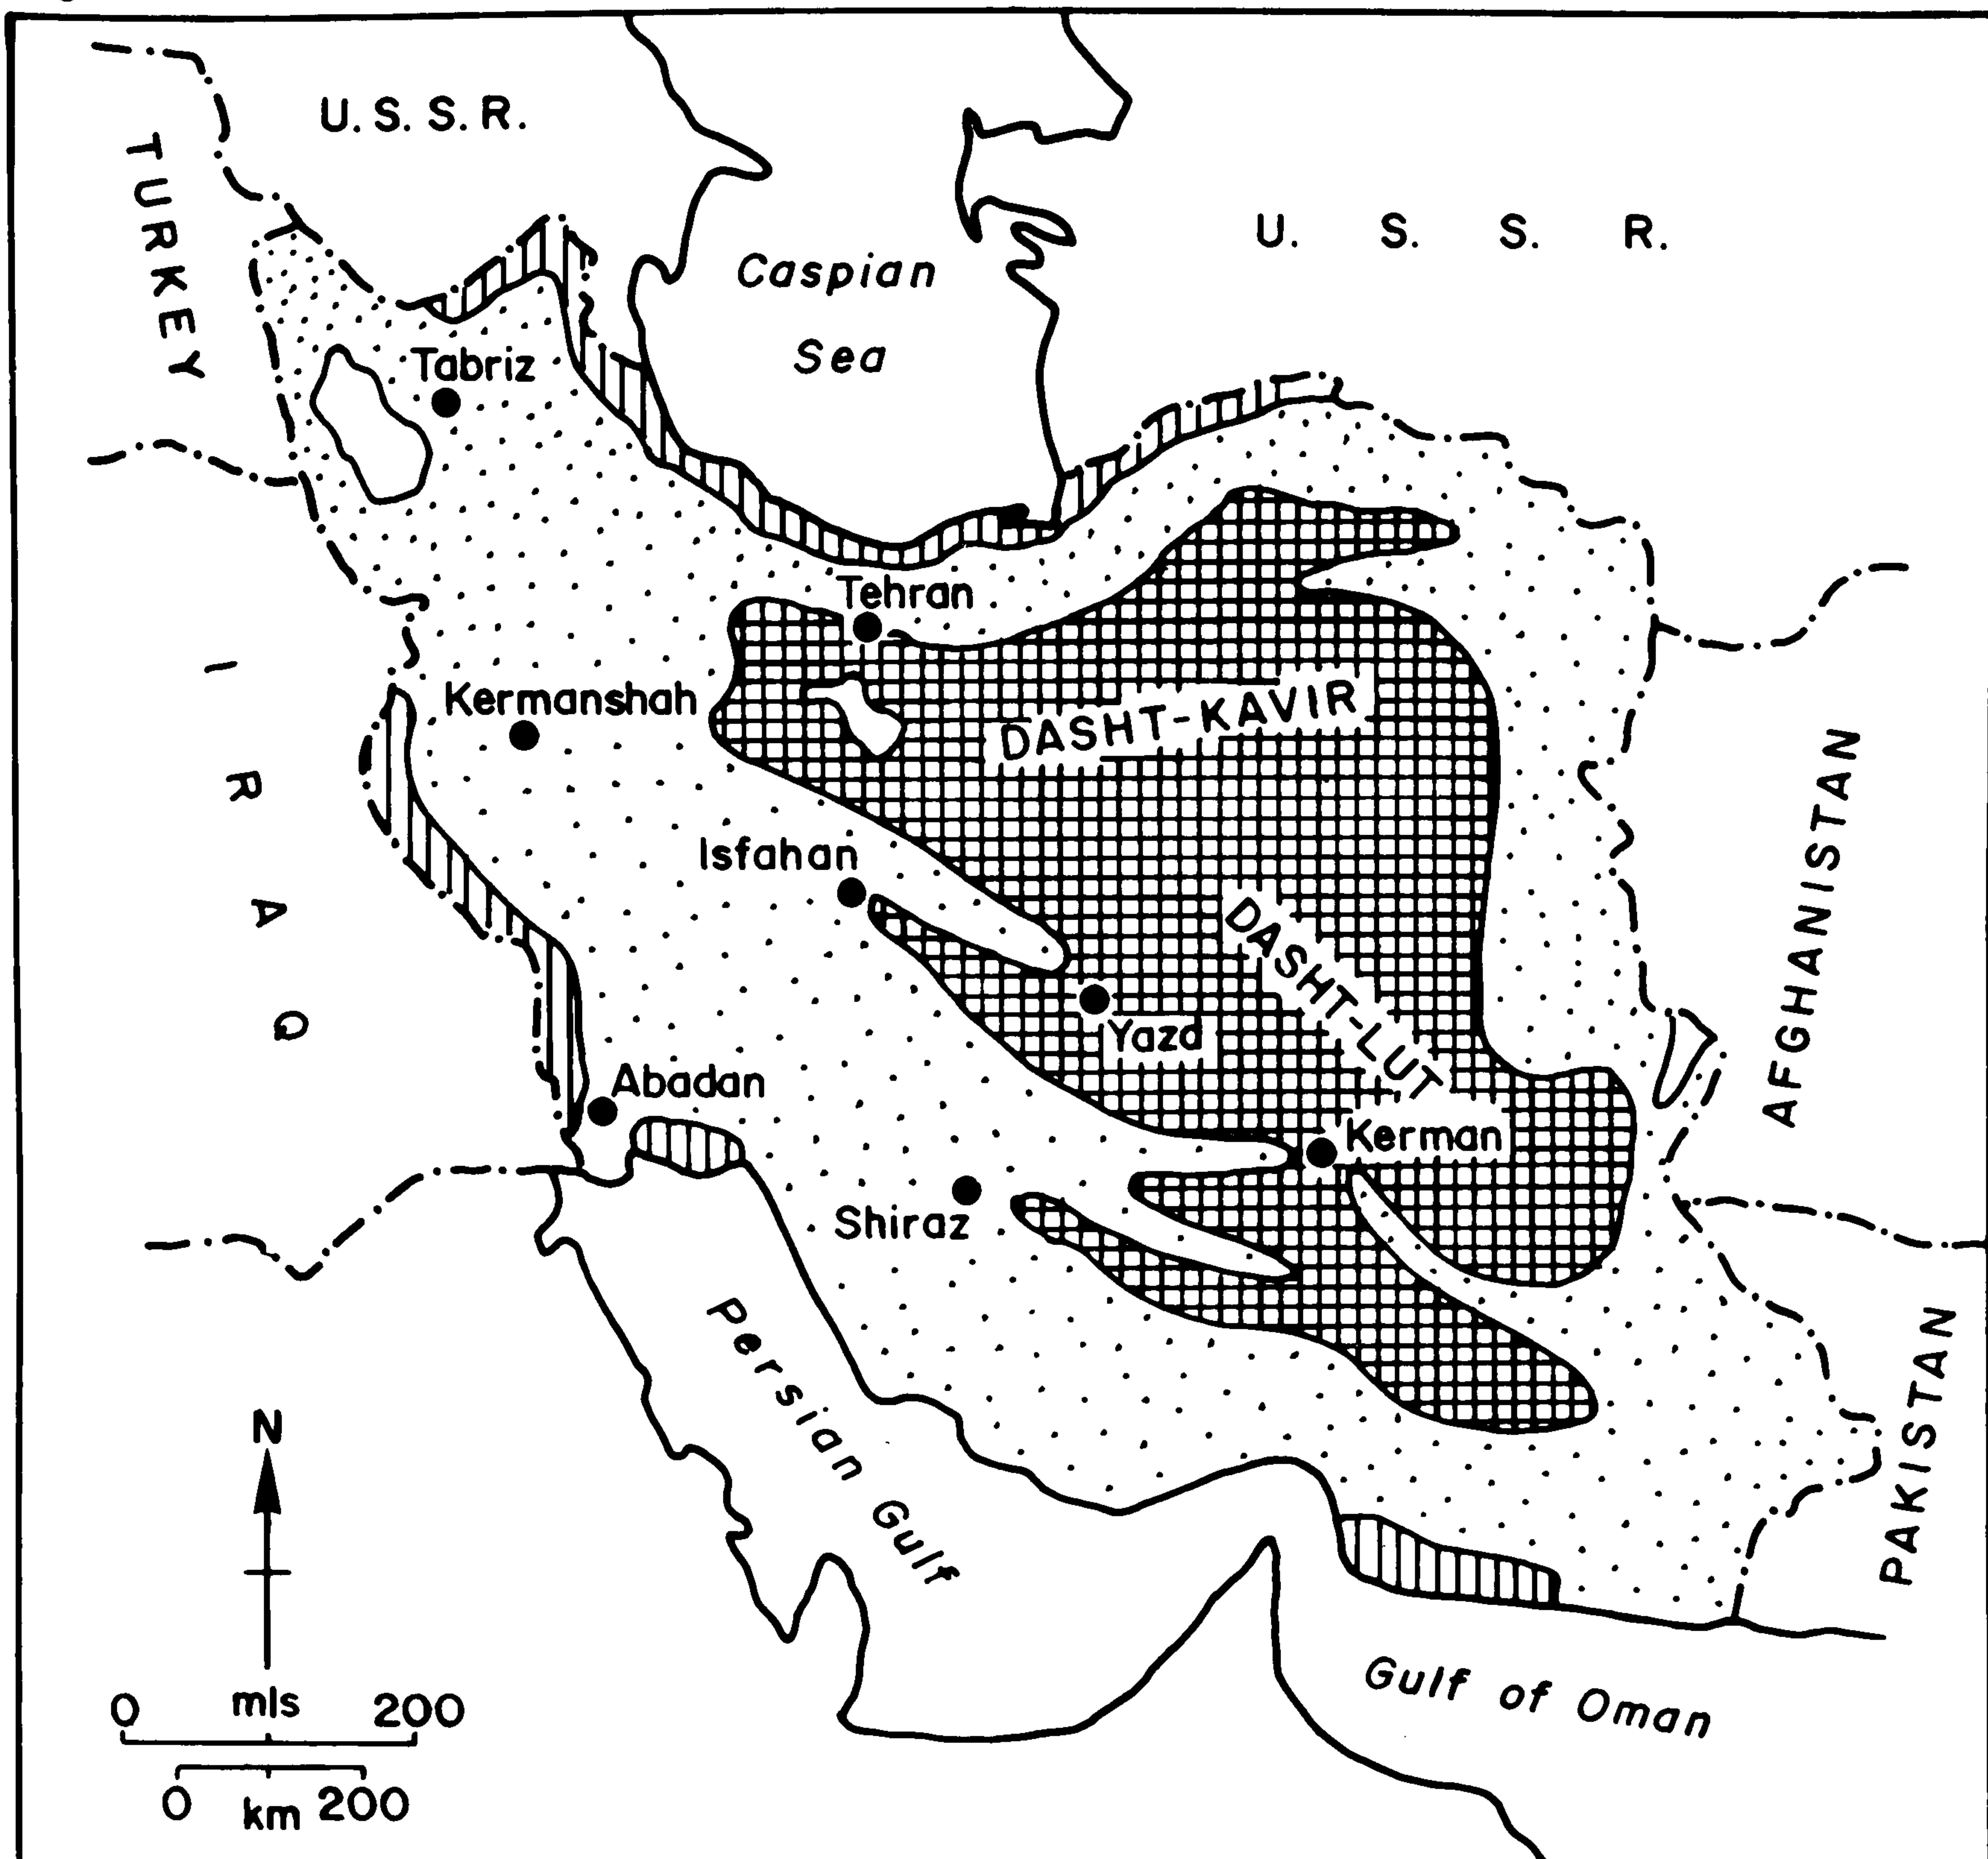 U.S.S.R.
TURKEY
Caspian
Sea
U. S. S. R.
Tabriz
Tehran
Kermanshah
DASHT-KAVIR
IRAQ
Isfahan
DASHT-LUT
Yazd
AFGHANISTAN
Abadan
Kerman
Shiraz
Persian Gulf
PAKISTAN
N
Gulf of Oman
0 mls 200
0 km 200